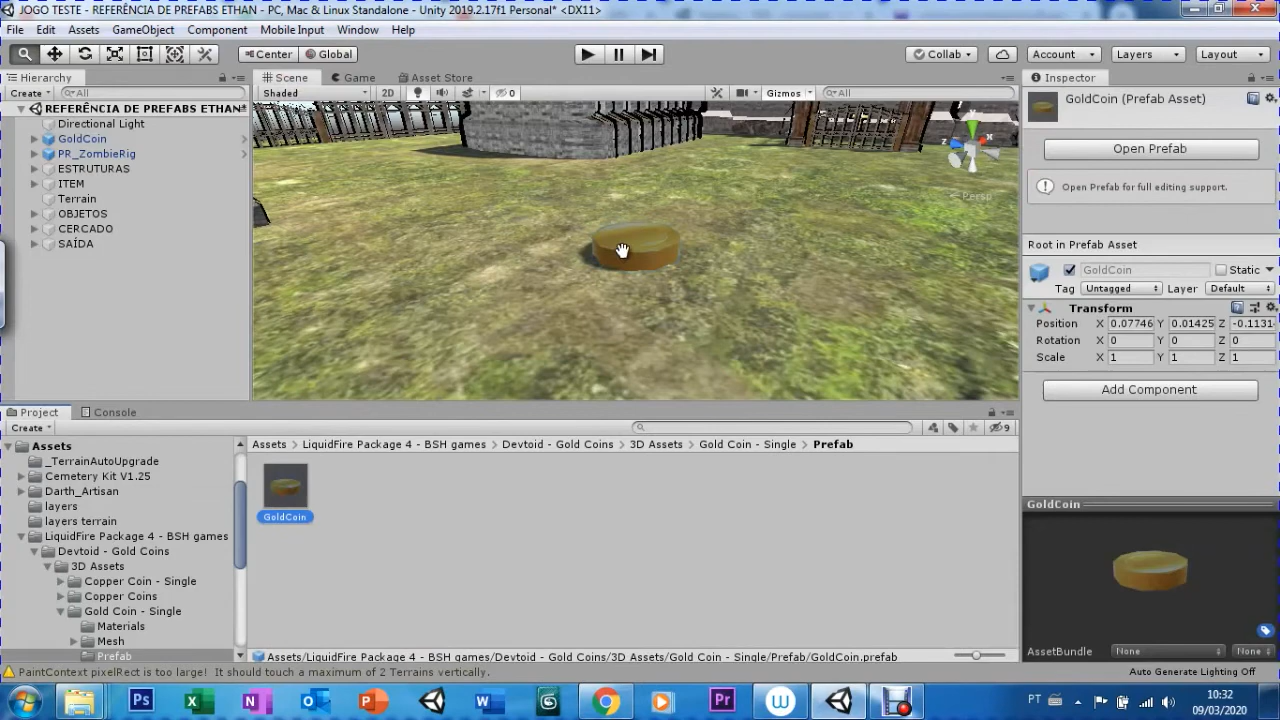 JOGO TESTE - REFERÊNCIA DE PREFABS ETHAN - PC, Mac & Linux Standalone - Unity 2019.2.17f1 Personal* <DX11>
File Edit Assets GameObject Component Mobile Input Window Help
Center Global Collab Account Layers Layout
Hierarchy Scene Game Asset Store Inspector
Create All Shaded 2D 0 Gizmos All
REFERÊNCIA DE PREFABS ETHAN*
Directional Light
GoldCoin
PR_ZombieRig
ESTRUTURAS
ITEM
Terrain
OBJETOS
CERCADO
SAÍDA
y
x
z
Persp
GoldCoin (Prefab Asset)
Open Prefab
Open Prefab for full editing support.
Root in Prefab Asset
GoldCoin Static
Tag Untagged Layer Default
Transform
Position X 0.07746 Y 0.01425 Z -0.1131
Rotation X 0 Y 0 Z 0
Scale X 1 Y 1 Z 1
Add Component
Project Console
Create 9
Assets
_TerrainAutoUpgrade
Cemetery Kit V1.25
Darth_Artisan
layers
layers terrain
LiquidFire Package 4 - BSH games
Devtoid - Gold Coins
3D Assets
Copper Coin - Single
Copper Coins
Gold Coin - Single
Materials
Mesh
Prefab
Assets LiquidFire Package 4 - BSH games Devtoid - Gold Coins 3D Assets Gold Coin - Single Prefab
GoldCoin
Assets/LiquidFire Package 4 - BSH games/Devtoid - Gold Coins/3D Assets/Gold Coin - Single/Prefab/GoldCoin.prefab
GoldCoin
AssetBundle None None
PaintContext pixelRect is too large! It should touch a maximum of 2 Terrains vertically.
Auto Generate Lighting Off
Ps
Pr
PT
10:32
09/03/2020